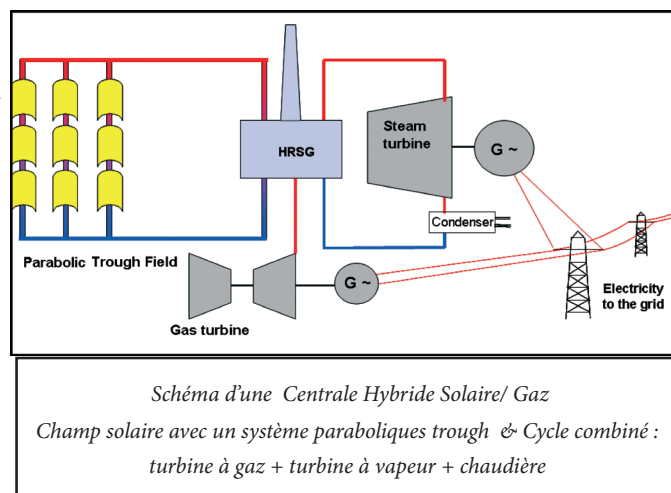 HRSG
Steam
turbine
G ~
Condenser
Parabolic Trough Field
Gas turbine
G ~
Electricity
to the grid
Schéma d'une Centrale Hybride Solaire/ Gaz
Champ solaire avec un système paraboliques trough & Cycle combiné :
turbine à gaz + turbine à vapeur + chaudière